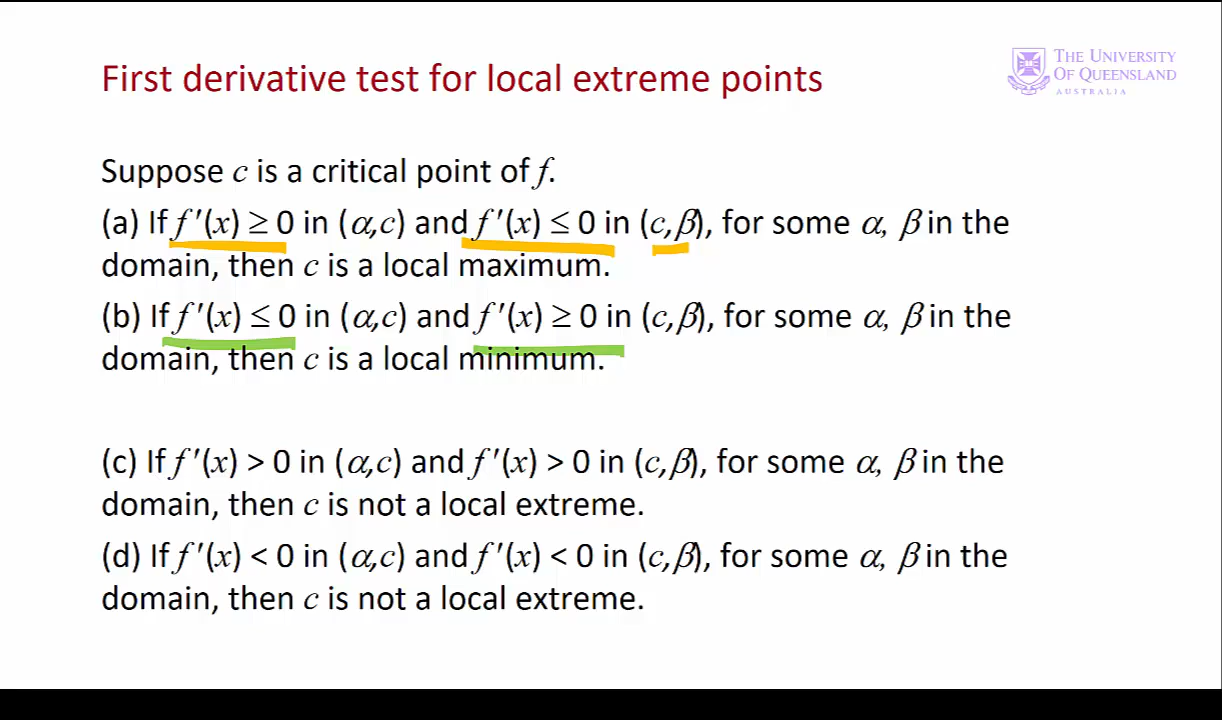 First derivative test for local extreme points
THE UNIVERSITY
OF QUEENSLAND
AUSTRALIA
Suppose c is a critical point of f.
(a) If f ′(x) ≥ 0 in (α,c) and f ′(x) ≤ 0 in (c,β), for some α, β in the
domain, then c is a local maximum.
(b) If f ′(x) ≤ 0 in (α,c) and f ′(x) ≥ 0 in (c,β), for some α, β in the
domain, then c is a local minimum.
(c) If f ′(x) > 0 in (α,c) and f ′(x) > 0 in (c,β), for some α, β in the
domain, then c is not a local extreme.
(d) If f ′(x) < 0 in (α,c) and f ′(x) < 0 in (c,β), for some α, β in the
domain, then c is not a local extreme.